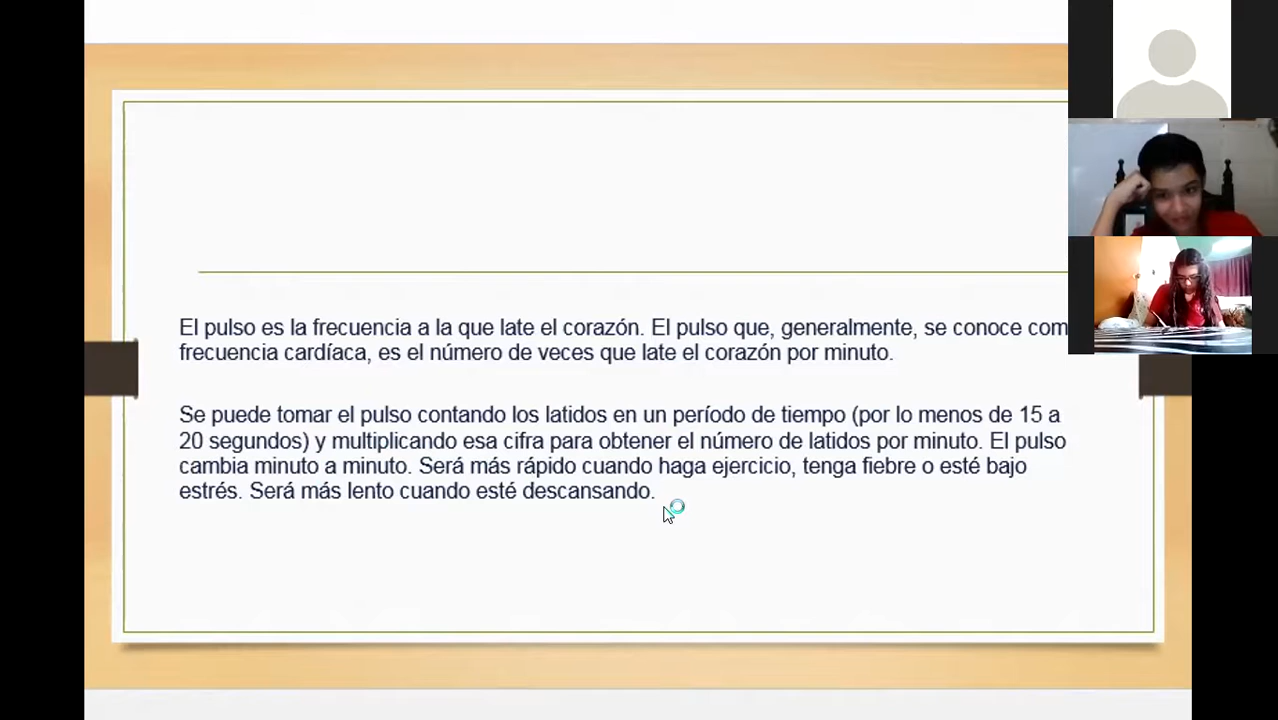 El pulso es la frecuencia a la que late el corazón. El pulso que, generalmente, se conoce com
frecuencia cardíaca, es el número de veces que late el corazón por minuto.
Se puede tomar el pulso contando los latidos en un período de tiempo (por lo menos de 15 a
20 segundos) y multiplicando esa cifra para obtener el número de latidos por minuto. El pulso
cambia minuto a minuto. Será más rápido cuando haga ejercicio, tenga fiebre o esté bajo
estrés. Será más lento cuando esté descansando.